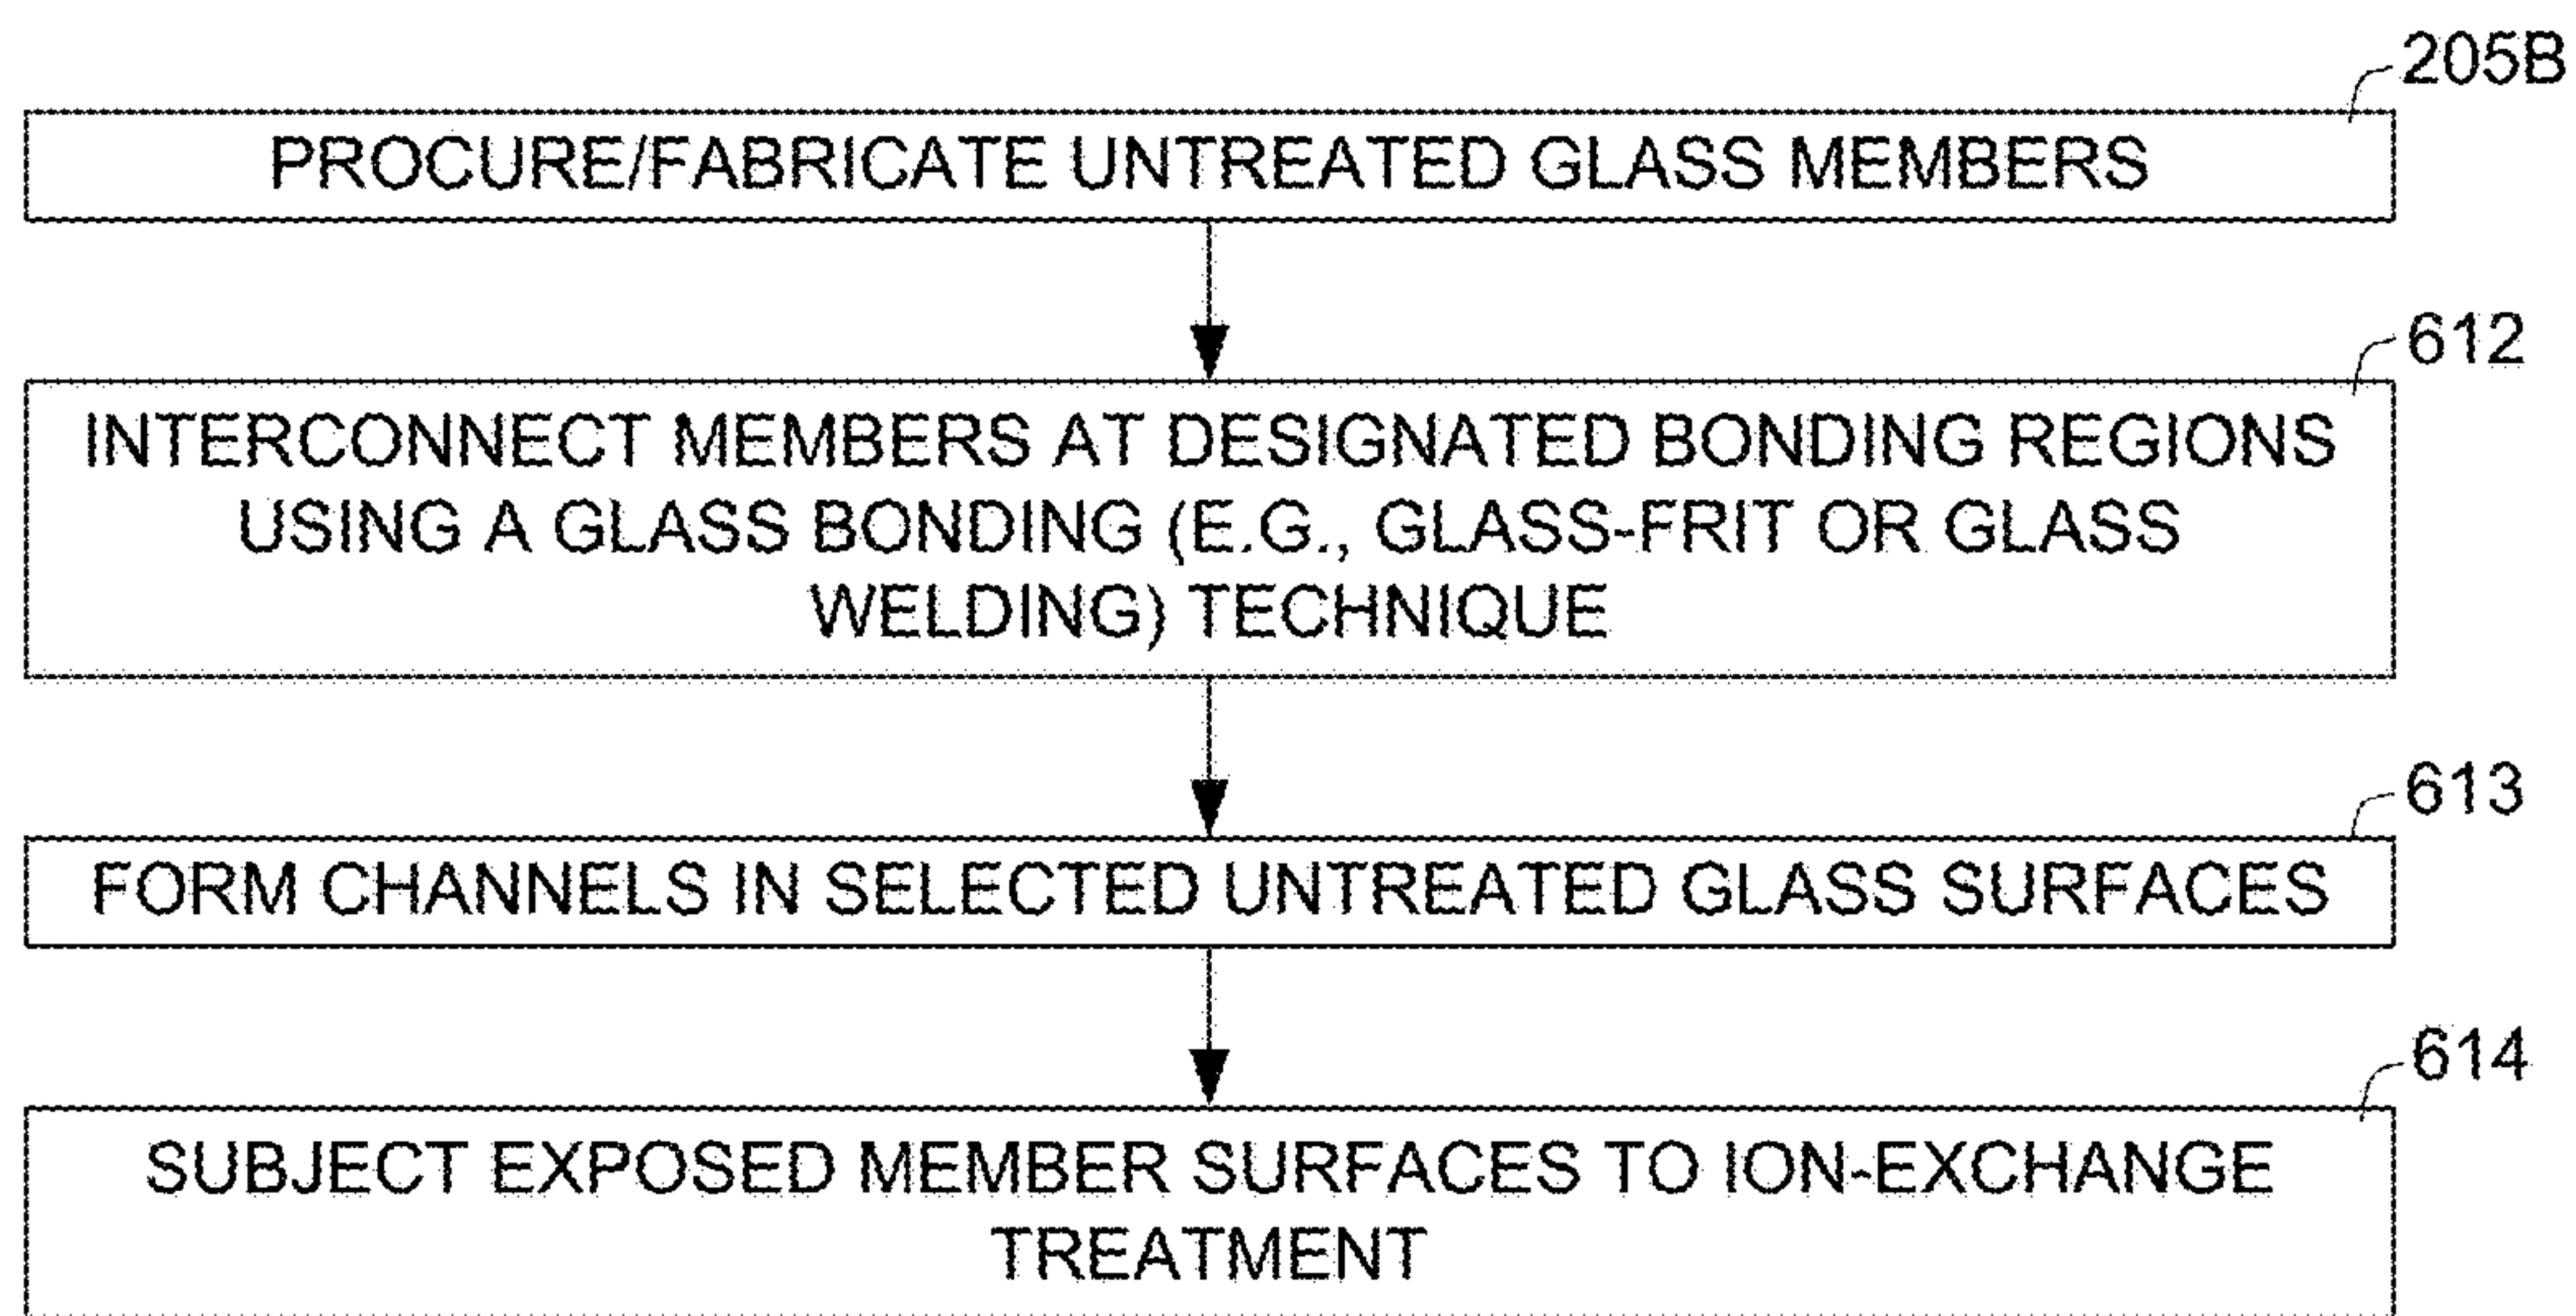 205B
PROCURE/FABRICATE UNTREATED GLASS MEMBERS
612
INTERCONNECT MEMBERS AT DESIGNATED BONDING REGIONS
USING A GLASS BONDING (E.G., GLASS-FRIT OR GLASS
WELDING) TECHNIQUE
613
FORM CHANNELS IN SELECTED UNTREATED GLASS SURFACES
614
SUBJECT EXPOSED MEMBER SURFACES TO ION-EXCHANGE
TREATMENT